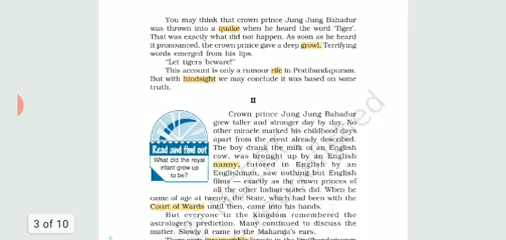 You may think that crown prince Jung Jung Bahadur
was thrown into a quake when he heard the word 'Tiger'.
That was exactly what did not happen. As soon as he heard
it pronounced, the crown prince gave a deep growl. Terrifying
words emerged from his lips.
"Let tigers beware!"
This account is only a rumour rife in Pratibandapuram.
But with hindsight we may conclude it was based on some
truth.
II
Read and find out
What did the royal
infant grow up
to be?
Crown prince Jung Jung Bahadur
grew taller and stronger day by day. No
other miracle marked his childhood days
apart from the event already described.
The boy drank the milk of an English
cow, was brought up by an English
nanny, tutored in English by an
Englishman, saw nothing but English
films — exactly as the crown princes of
all the other Indian states did. When he
came of age at twenty, the State, which had been with the
Court of Wards until then, came into his hands.
But everyone in the Kingdom remembered the
astrologer's prediction. Many continued to discuss the
matter. Slowly it came to the Maharaja's ears.
3 of 10